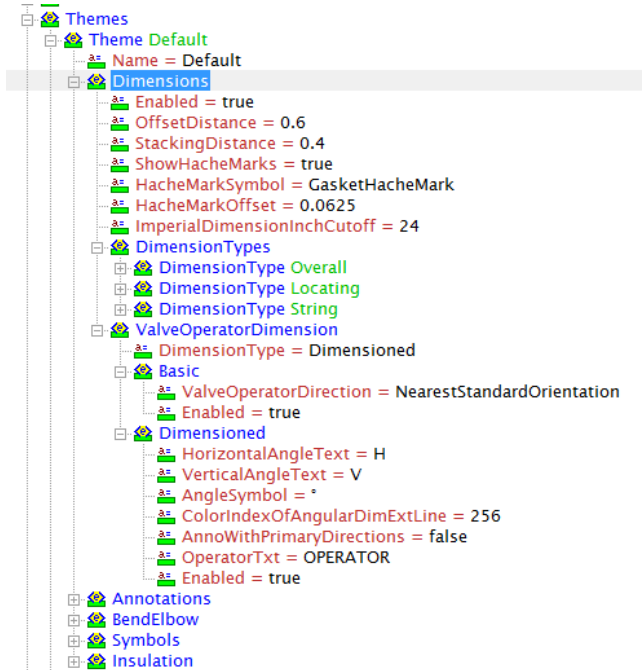 Themes
Theme Default
Name = Default
Dimensions
Enabled = true
OffsetDistance = 0.6
StackingDistance = 0.4
ShowHacheMarks = true
HacheMarkSymbol = GasketHacheMark
HacheMarkOffset = 0.0625
ImperialDimensionInchCutoff = 24
DimensionTypes
DimensionType Overall
DimensionType Locating
DimensionType String
ValveOperatorDimension
DimensionType = Dimensioned
Basic
ValveOperatorDirection = NearestStandardOrientation
Enabled = true
Dimensioned
HorizontalAngleText = H
VerticalAngleText = V
AngleSymbol = °
ColorIndexOfAngularDimExtLine = 256
AnnoWithPrimaryDirections = false
OperatorTxt = OPERATOR
Enabled = true
Annotations
BendElbow
Symbols
Insulation